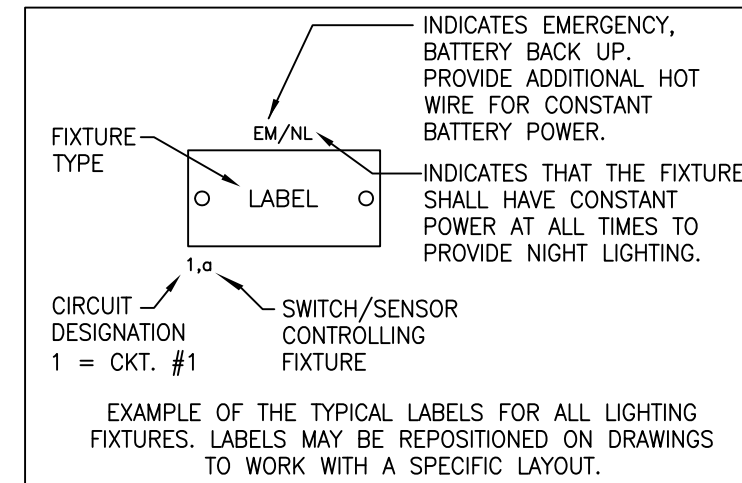 INDICATES EMERGENCY,
BATTERY BACK UP.
PROVIDE ADDITIONAL HOT
WIRE FOR CONSTANT
BATTERY POWER.
EM/NL
FIXTURE
TYPE
LABEL
INDICATES THAT THE FIXTURE
SHALL HAVE CONSTANT
POWER AT ALL TIMES TO
PROVIDE NIGHT LIGHTING.
1,a
CIRCUIT
DESIGNATION
1 = CKT. #1
SWITCH/SENSOR
CONTROLLING
FIXTURE
EXAMPLE OF THE TYPICAL LABELS FOR ALL LIGHTING
FIXTURES. LABELS MAY BE REPOSITIONED ON DRAWINGS
TO WORK WITH A SPECIFIC LAYOUT.